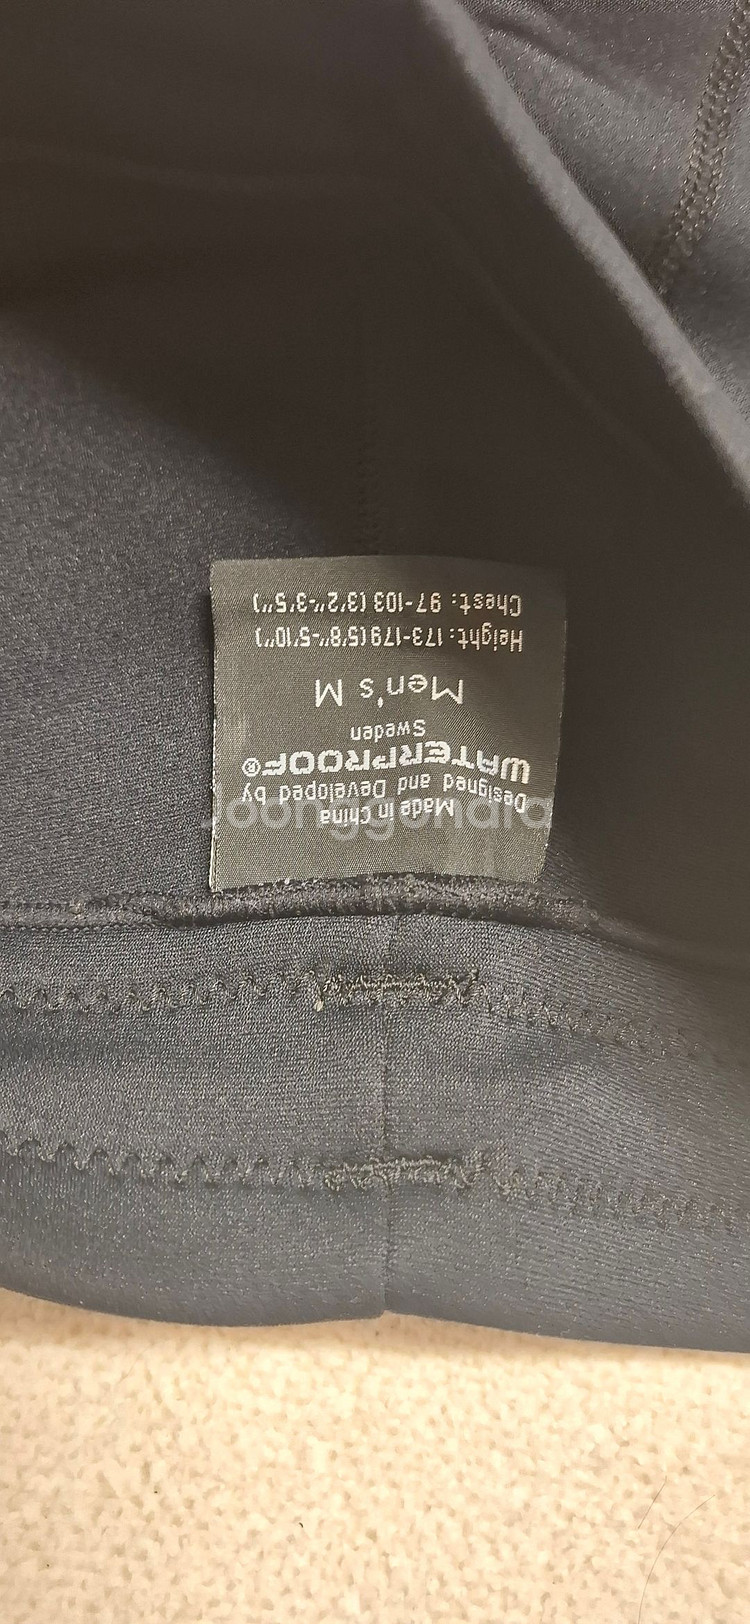 Made in China
Designed and Developed by
WATERPROOF®
Sweden
Men's M
Height: 173-179 (5'8"-5'10")
Chest: 97-103 (3'2"-3'5")
Joonggonara